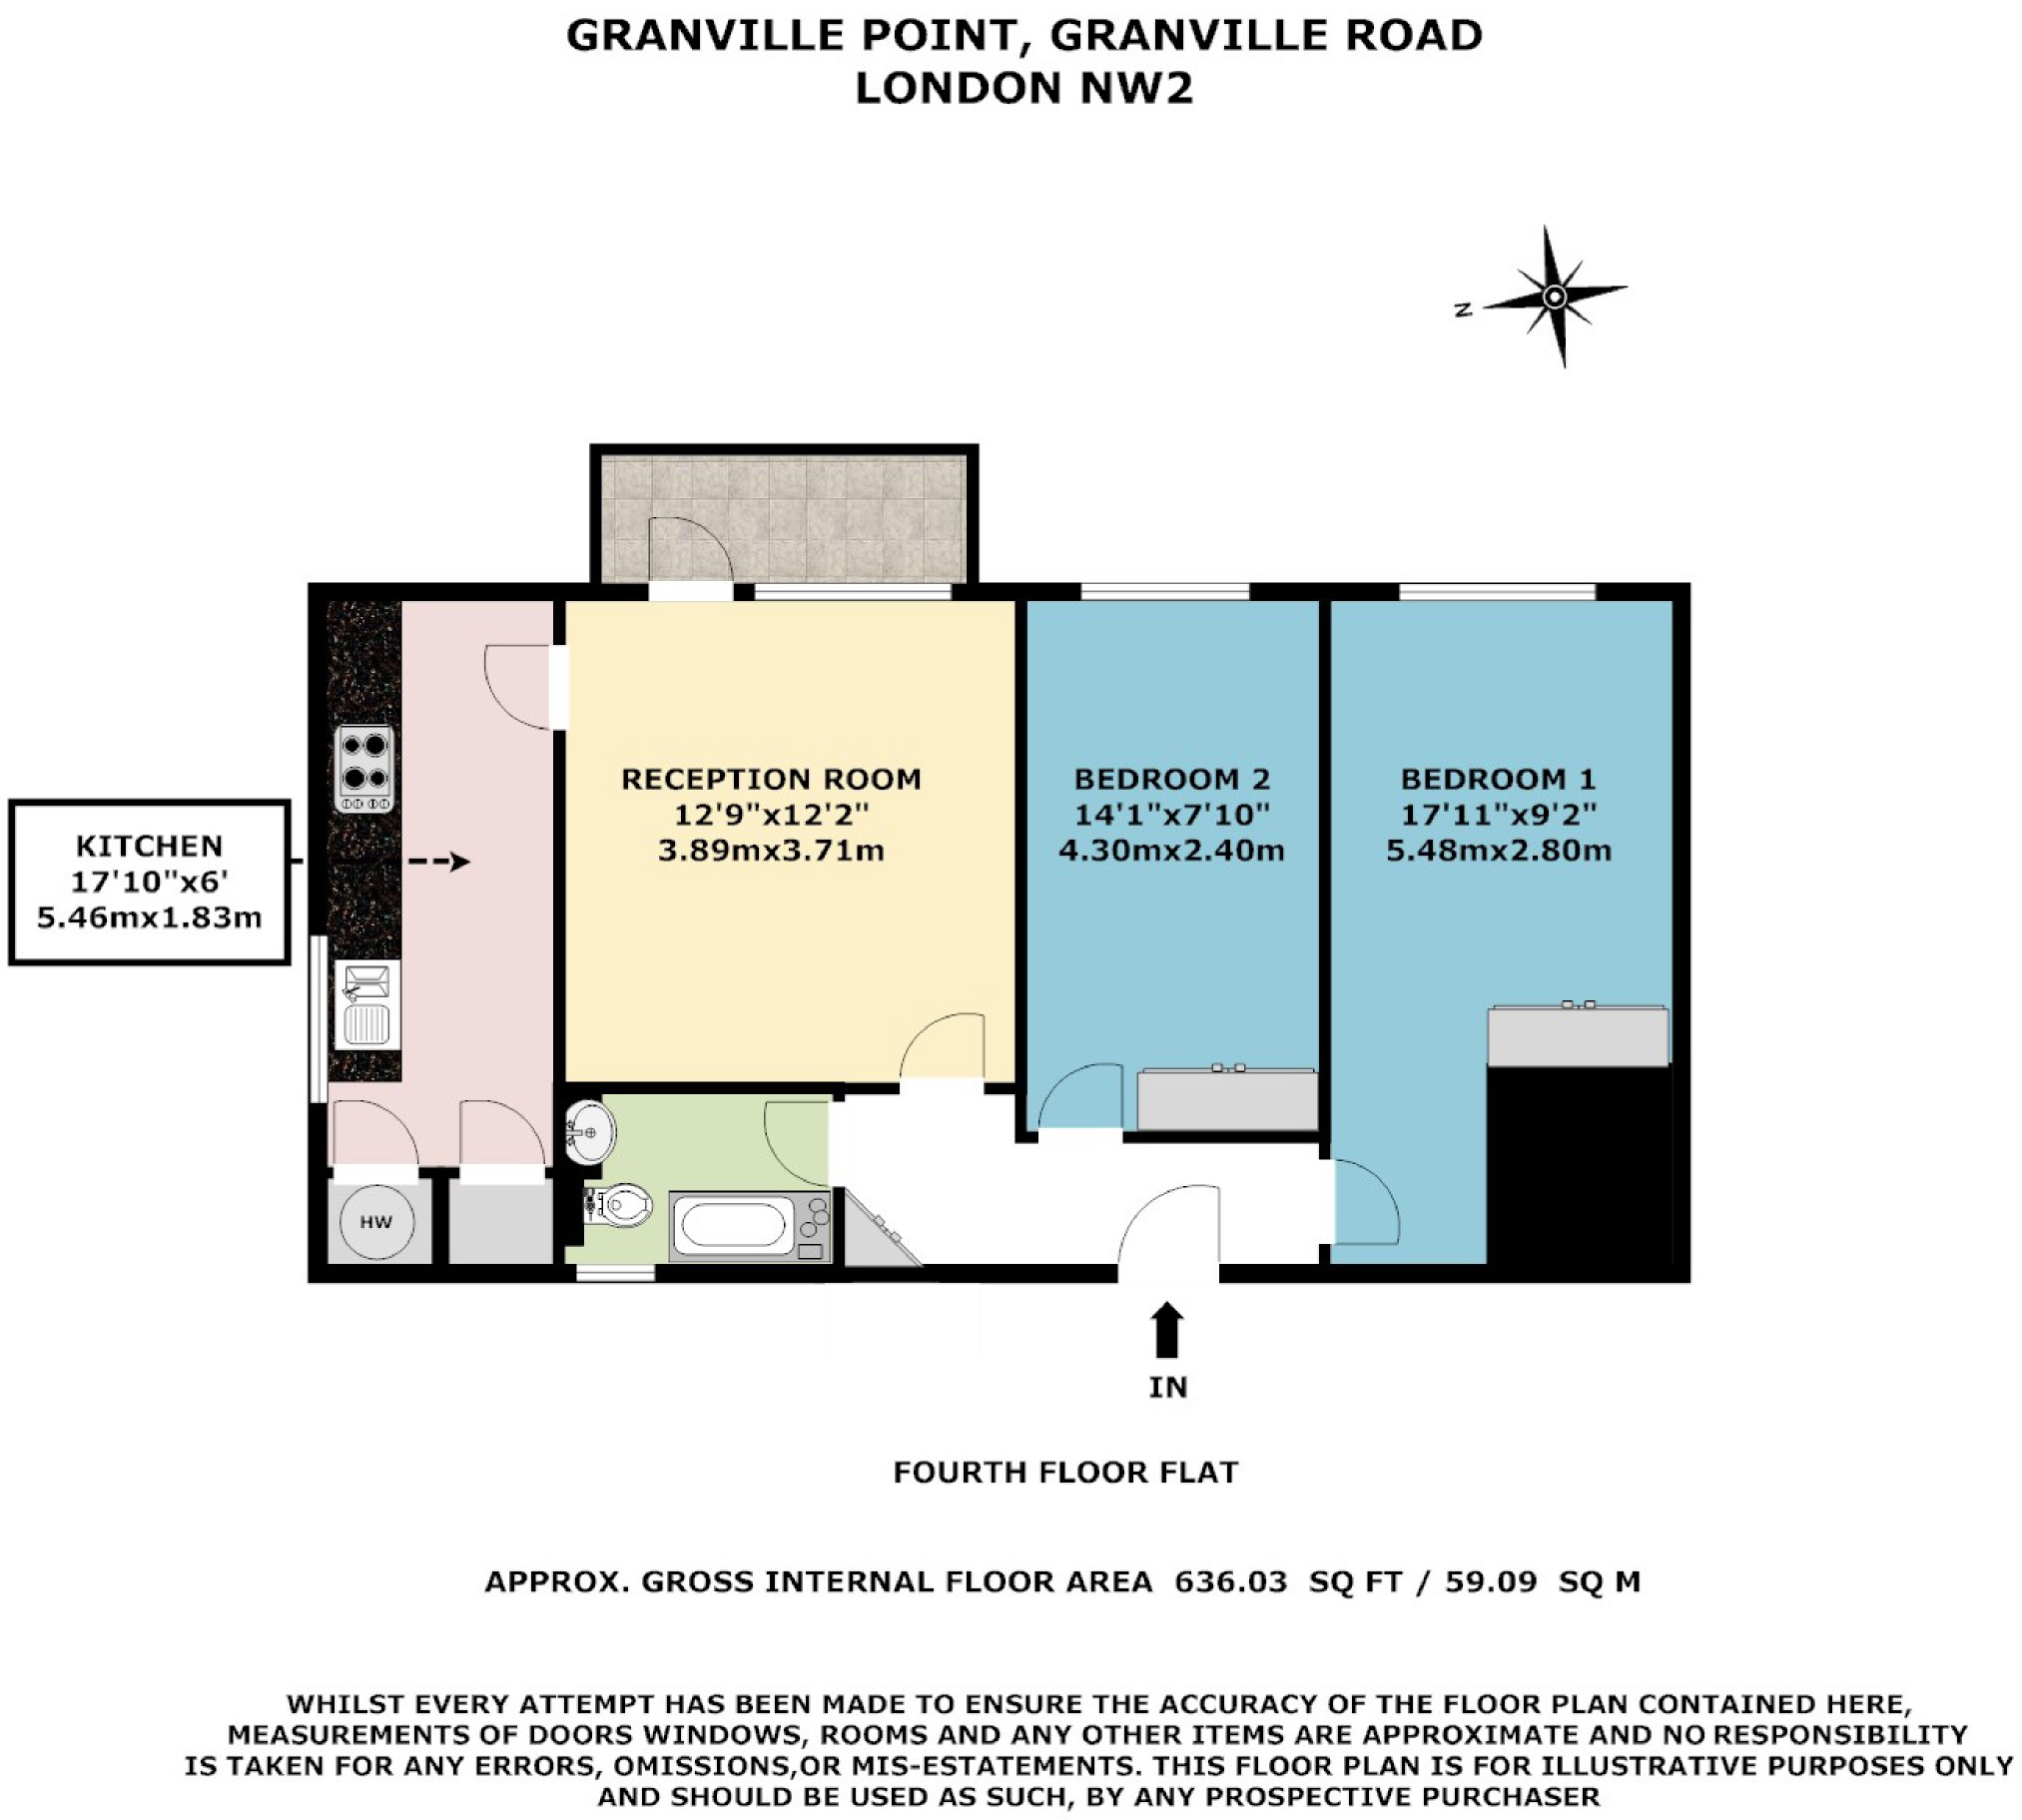 GRANVILLE POINT, GRANVILLE ROAD
LONDON NW2
N
RECEPTION ROOM
12'9"x12'2"
3.89mx3.71m
BEDROOM 2
14'1"x7'10"
4.30mx2.40m
BEDROOM 1
17'11"x9'2"
5.48mx2.80m
KITCHEN
17'10"x6'
5.46mx1.83m
HW
IN
FOURTH FLOOR FLAT
APPROX. GROSS INTERNAL FLOOR AREA 636.03 SQ FT / 59.09 SQ M
WHILST EVERY ATTEMPT HAS BEEN MADE TO ENSURE THE ACCURACY OF THE FLOOR PLAN CONTAINED HERE,
MEASUREMENTS OF DOORS WINDOWS, ROOMS AND ANY OTHER ITEMS ARE APPROXIMATE AND NO RESPONSIBILITY
IS TAKEN FOR ANY ERRORS, OMISSIONS,OR MIS-ESTATEMENTS. THIS FLOOR PLAN IS FOR ILLUSTRATIVE PURPOSES ONLY
AND SHOULD BE USED AS SUCH, BY ANY PROSPECTIVE PURCHASER